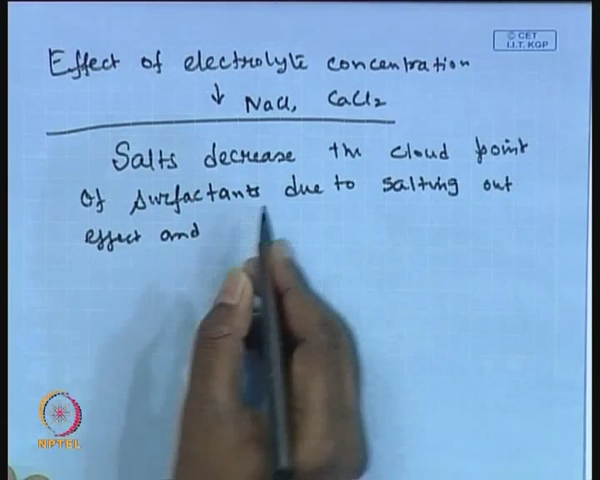 © CET
I.I.T. KGP
Effect of electrolyte concentration
↓ NaCl, CaCl2
Salts decrease the cloud point
of surfactants due to salting out
effect and
NPTEL